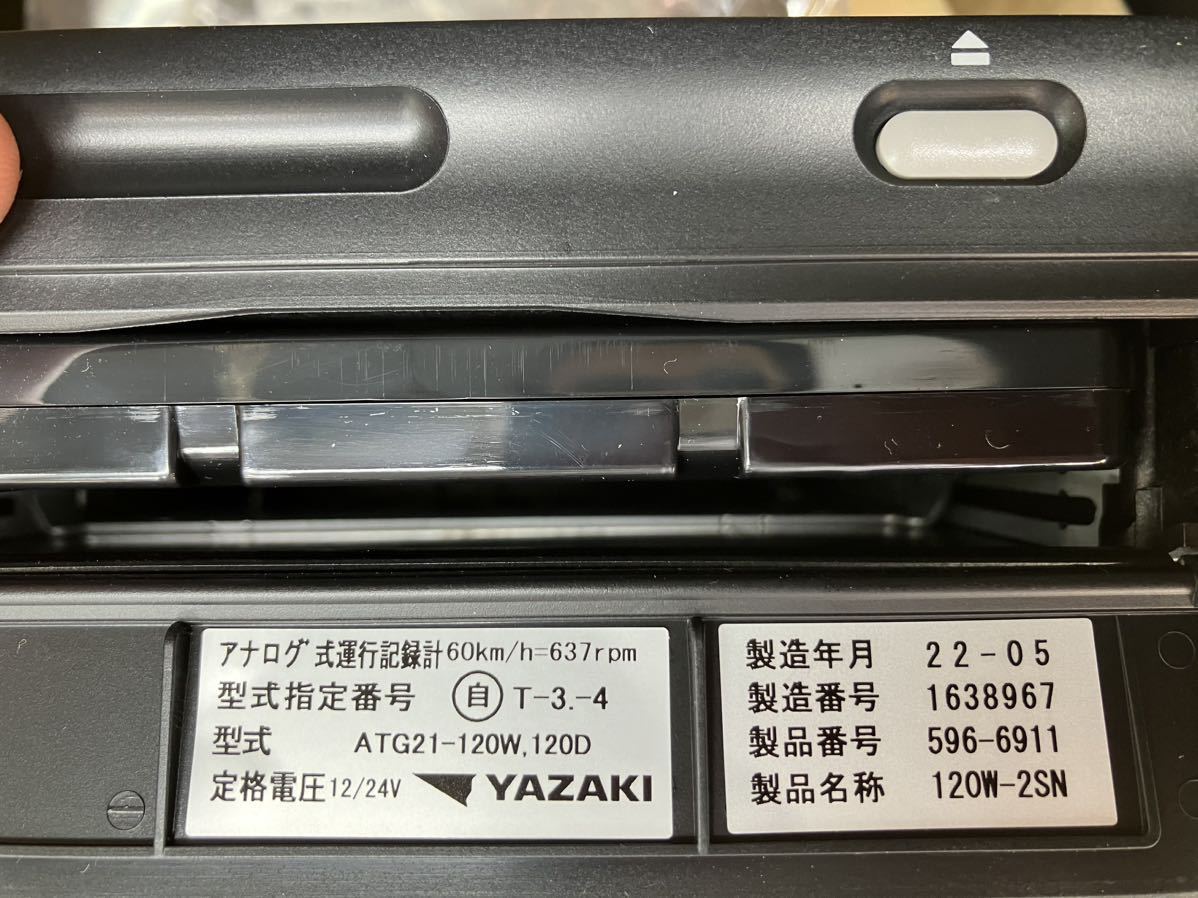 アナログ式運行記録計60km/h=637rpm
型式指定番号 自 T-3.-4
型式 ATG21-120W,120D
定格電圧12/24V YAZAKI
製造年月 22-05
製造番号 1638967
製品番号 596-6911
製品名称 120W-2SN